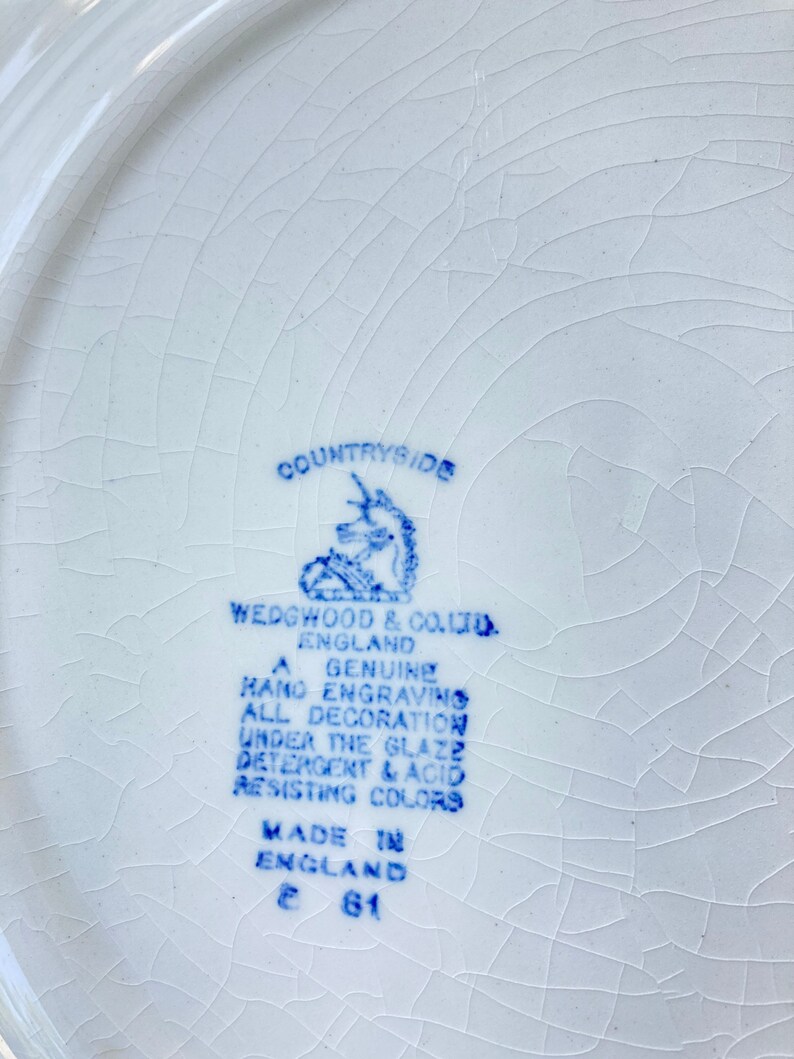 COUNTRYSIDE
WEDGWOOD & CO. LTD.
ENGLAND
A GENUINE
HAND ENGRAVING
ALL DECORATION
UNDER THE GLAZE
DETERGENT & ACID
RESISTING COLORS
MADE IN
ENGLAND
61